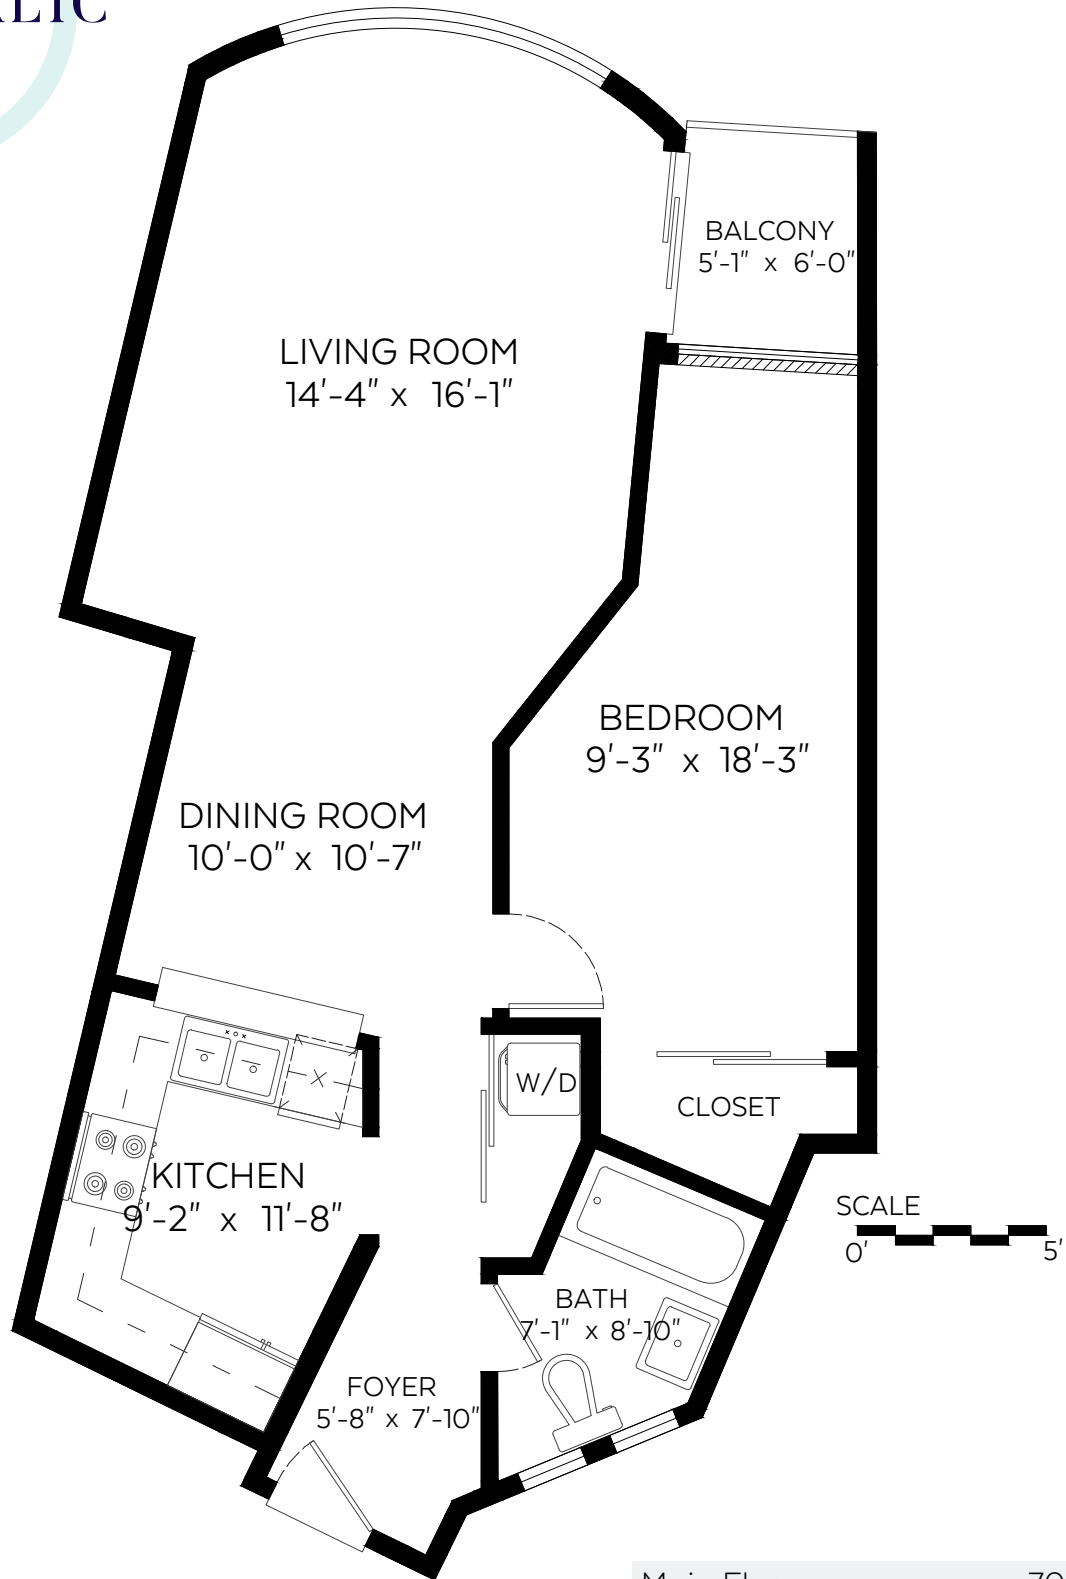 BALCONY
5'-1" x 6'-0"
LIVING ROOM
14'-4" x 16'-1"
BEDROOM
9'-3" x 18'-3"
DINING ROOM
10'-0" x 10'-7"
W/D
CLOSET
KITCHEN
9'-2" x 11'-8"
SCALE
0' 5'
BATH
7'-1" x 8'-10"
FOYER
5'-8" x 7'-10"